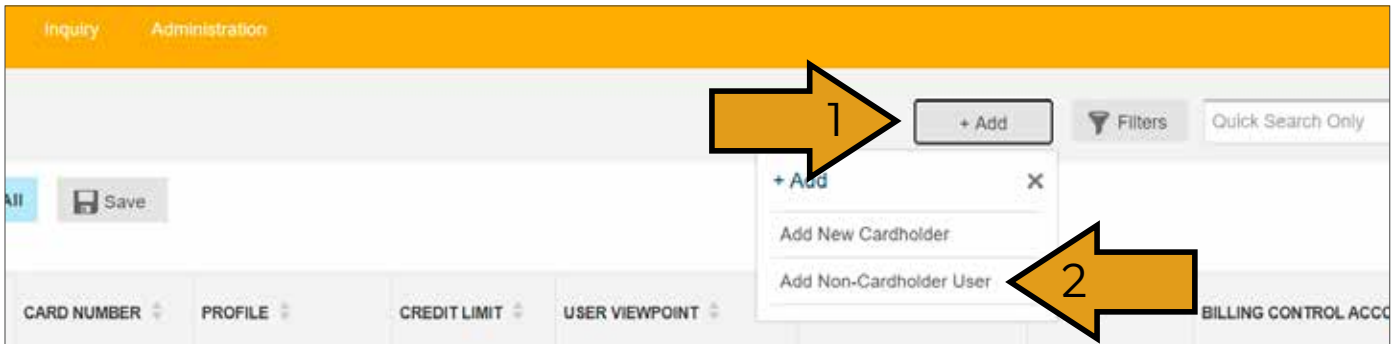 Inquiry Administration
1
+ Add Filters Quick Search Only
All Save
+ Add ×
Add New Cardholder
Add Non-Cardholder User
2
CARD NUMBER PROFILE CREDIT LIMIT USER VIEWPOINT BILLING CONTROL ACCO